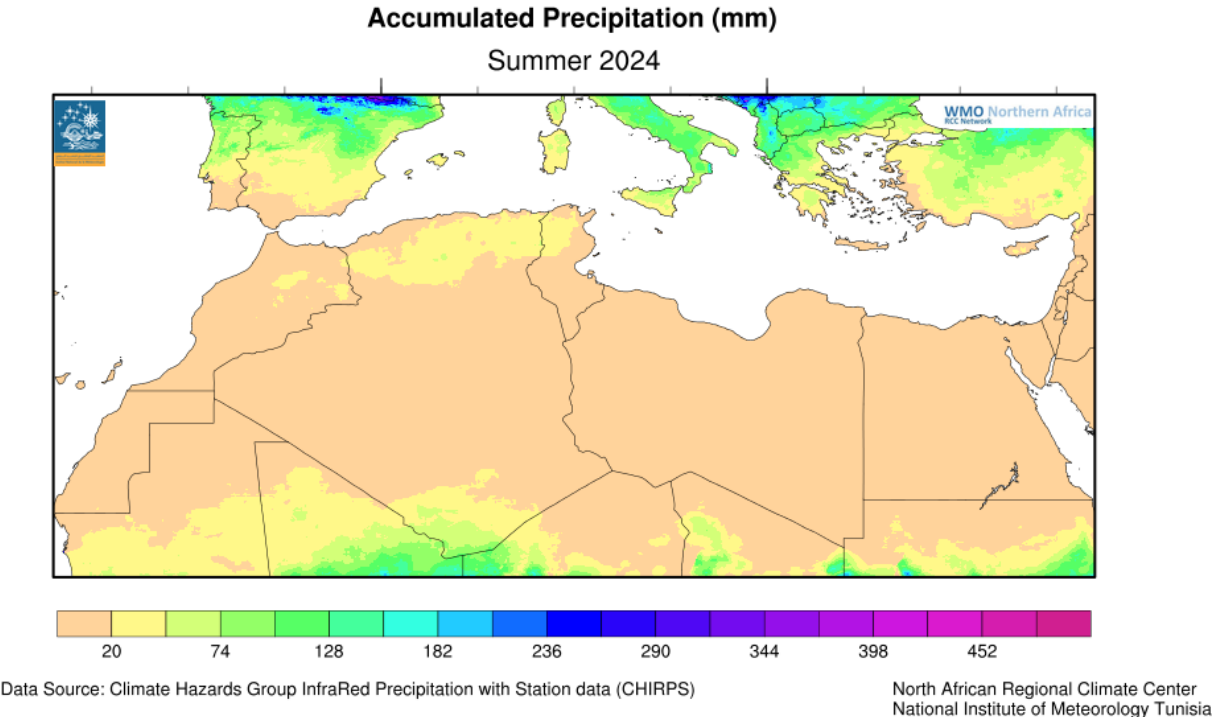 Accumulated Precipitation (mm)
Summer 2024
WMO Northern Africa
RCC Network
20 74 128 182 236 290 344 398 452
Data Source: Climate Hazards Group InfraRed Precipitation with Station data (CHIRPS)
North African Regional Climate Center
National Institute of Meteorology Tunisia